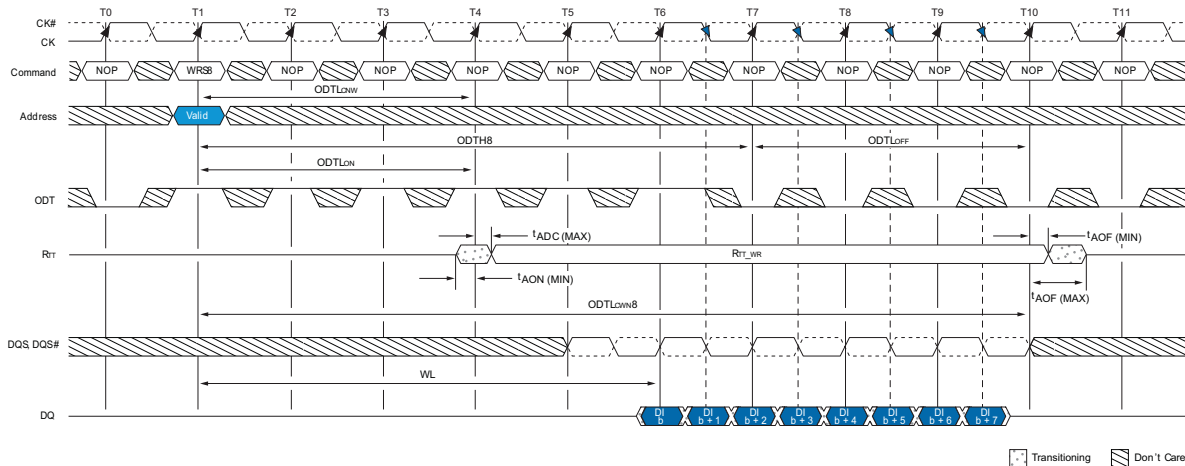 T0 T1 T2 T3 T4 T5 T6 T7 T8 T9 T10 T11
CK#
CK
Command NOP WRS8 NOP NOP NOP NOP NOP NOP NOP NOP NOP NOP
ODTLCNW
Address Valid
ODTH8 ODTLOFF
ODTLON
ODT
tADC (MAX) tAOF (MIN)
RTT RTT_WR
tAON (MIN) tAOF (MAX)
ODTLCWN8
DQS, DQS#
WL
DQ DI b DI b + 1 DI b + 2 DI b + 3 DI b + 4 DI b + 5 DI b + 6 DI b + 7
Transitioning Don't Care